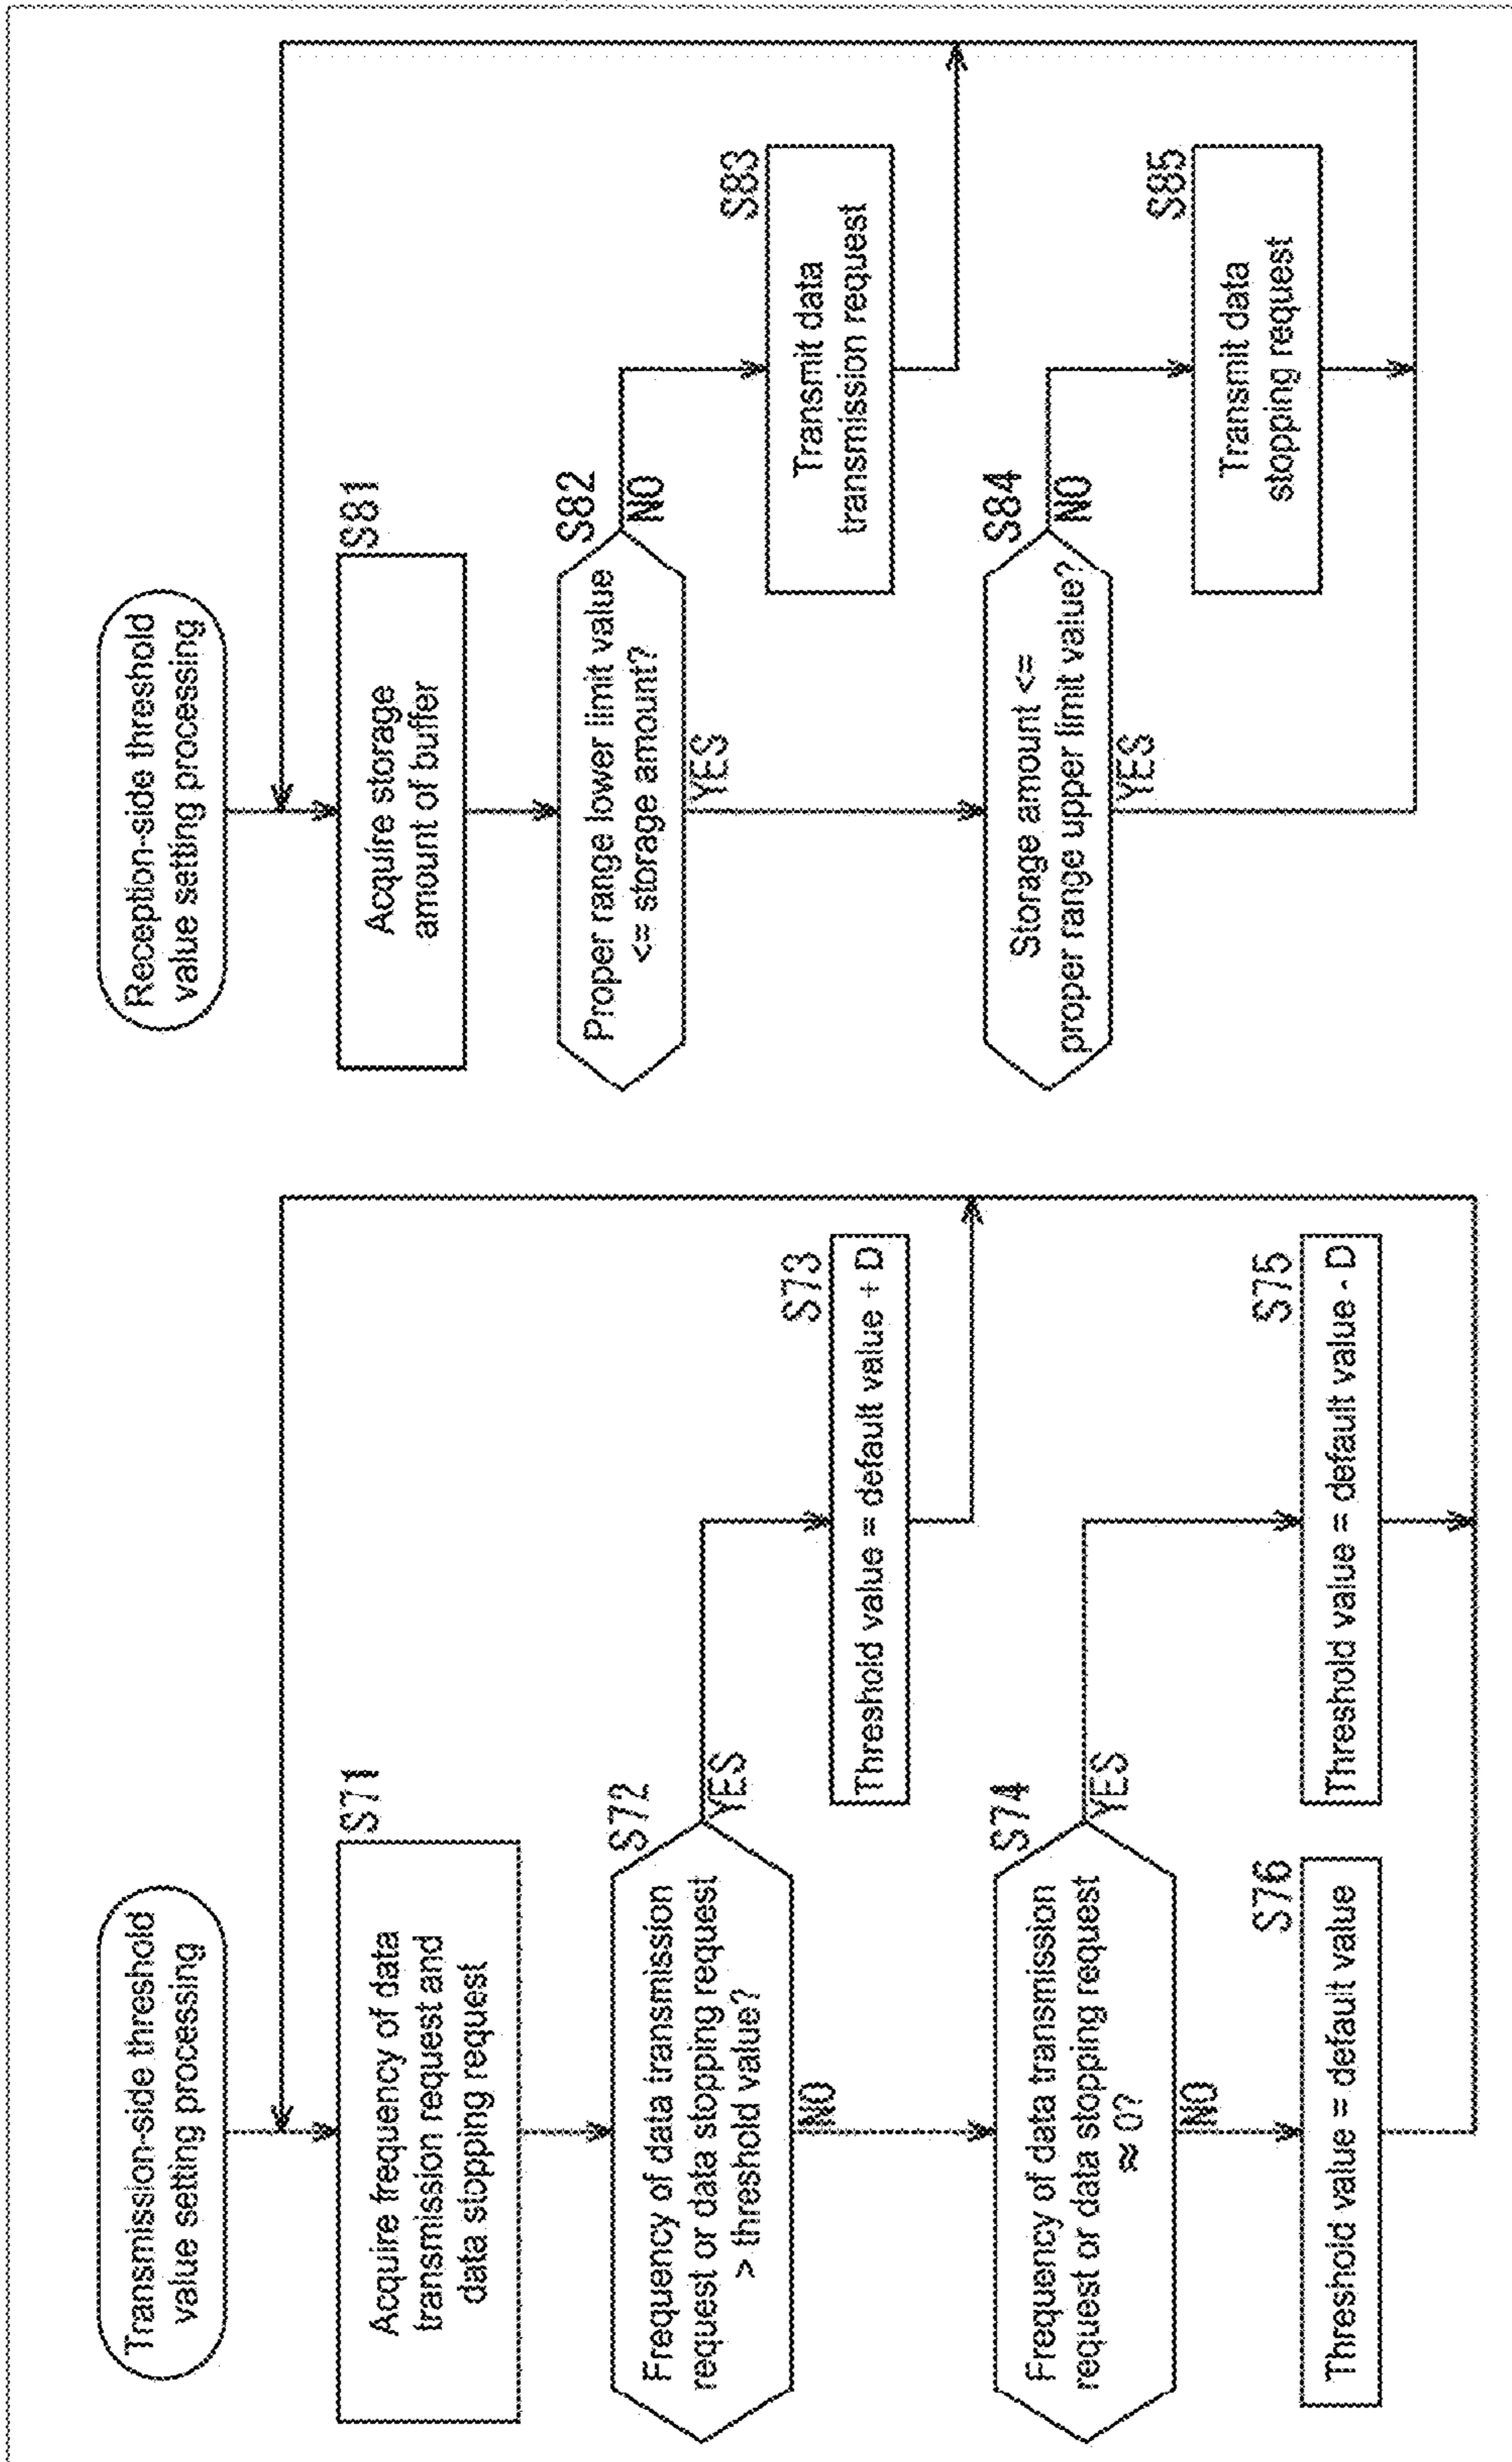 Transmission-side threshold
value setting processing
S71
Acquire frequency of data
transmission request and
data stopping request
S72
Frequency of data transmission
request or data stopping request
> threshold value?
YES
NO
S73
Threshold value = default value + D
S74
Frequency of data transmission
request or data stopping request
≈ 0?
YES
NO
S75
Threshold value = default value - D
S76
Threshold value = default value
Reception-side threshold
value setting processing
S81
Acquire storage
amount of buffer
S82
Proper range lower limit value
<= storage amount?
NO
YES
S83
Transmit data
transmission request
S84
Storage amount <=
proper range upper limit value?
NO
YES
S85
Transmit data
stopping request